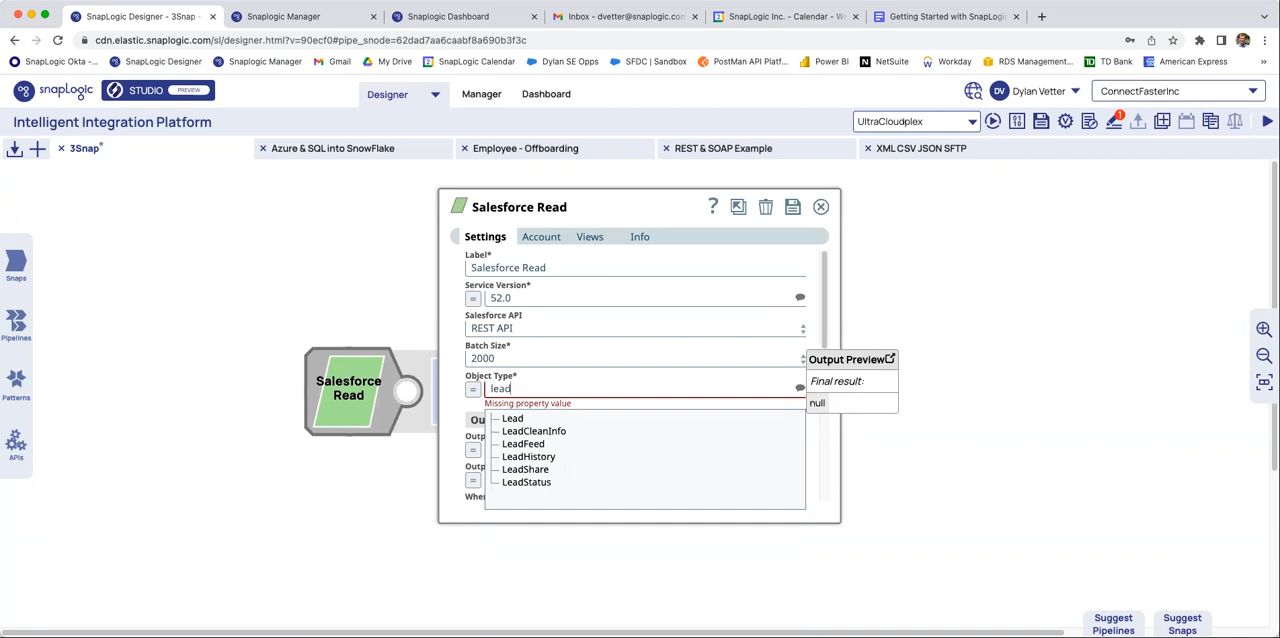 SnapLogic Designer - 3Snap -
Snaplogic Manager
Snaplogic Dashboard
Inbox - dvetter@snaplogic.com
SnapLogic Inc. - Calendar - W
Getting Started with SnapLogi
cdn.elastic.snaplogic.com/sl/designer.html?v=90ecf0#pipe_snode=62dad7aa6caabf8a690b3f3c
SnapLogic Okta -...
SnapLogic Designer
Snaplogic Manager
Gmail
My Drive
SnapLogic Calendar
Dylan SE Opps
SFDC | Sandbox
PostMan API Platf...
Power BI
NetSuite
Workday
RDS Management...
TD Bank
American Express
»
snapLogic
STUDIO PREVIEW
Designer
Manager
Dashboard
DV Dylan Vetter
ConnectFasterInc
Intelligent Integration Platform
UltraCloudplex
1
3Snap*
Azure & SQL into SnowFlake
Employee - Offboarding
REST & SOAP Example
XML CSV JSON SFTP
Snaps
Pipelines
Patterns
APIs
Salesforce
Read
Salesforce Read
Settings
Account
Views
Info
Label*
Salesforce Read
Service Version*
= 52.0
Salesforce API
REST API
Batch Size*
2000
Object Type*
= lead
Missing property value
Lead
LeadCleanInfo
LeadFeed
LeadHistory
LeadShare
LeadStatus
Ou
Outp
=
Outp
=
Wher
Output Preview
Final result:
null
Suggest
Pipelines
Suggest
Snaps